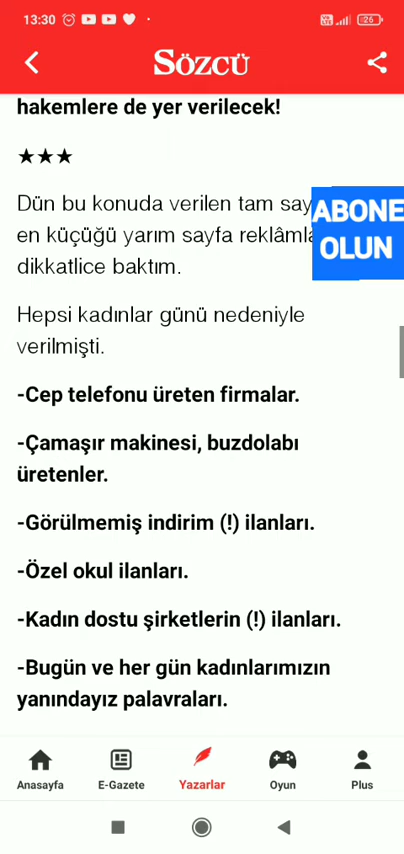 13:30
26
SÖZCÜ
hakemlere de yer verilecek!
★★★
Dün bu konuda verilen tam say
en küçüğü yarım sayfa reklâmla
dikkatlice baktım.
ABONE
OLUN
Hepsi kadınlar günü nedeniyle
verilmişti.
-Cep telefonu üreten firmalar.
-Çamaşır makinesi, buzdolabı
üretenler.
-Görülmemiş indirim (!) ilanları.
-Özel okul ilanları.
-Kadın dostu şirketlerin (!) ilanları.
-Bugün ve her gün kadınlarımızın
yanındayız palavraları.
Anasayfa E-Gazete Yazarlar Oyun Plus